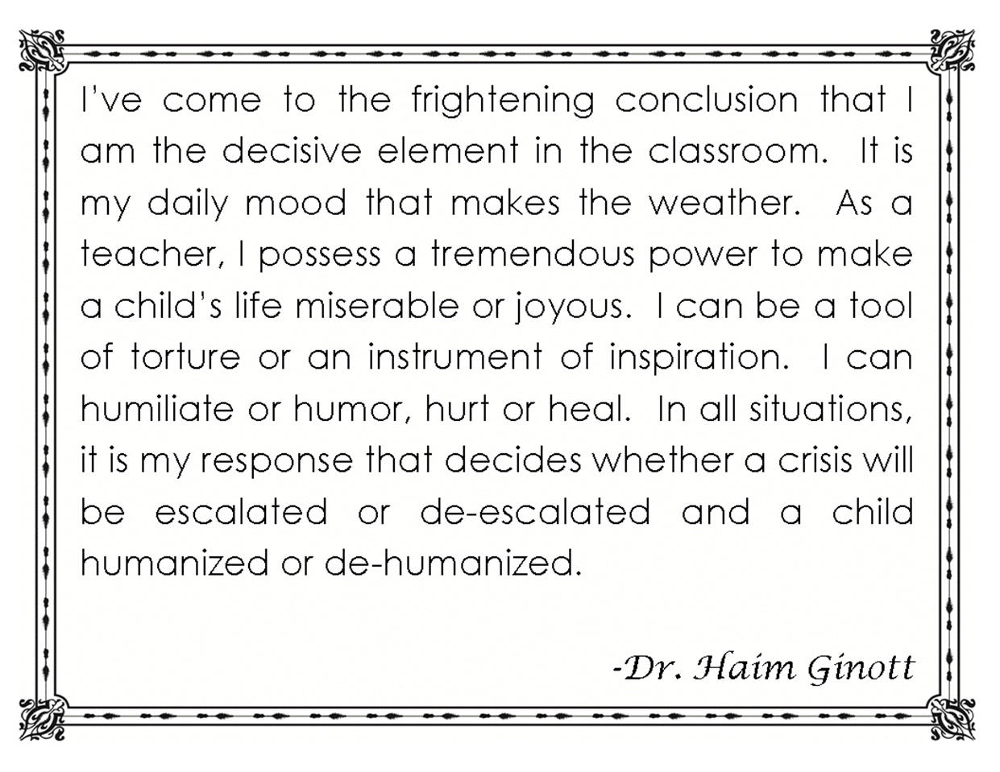 I've come to the frightening conclusion that I
am the decisive element in the classroom. It is
my daily mood that makes the weather. As a
teacher, I possess a tremendous power to make
a child's life miserable or joyous. I can be a tool
of torture or an instrument of inspiration. I can
humiliate or humor, hurt or heal. In all situations,
it is my response that decides whether a crisis will
be escalated or de-escalated and a child
humanized or de-humanized.
-Dr. Haim Ginott